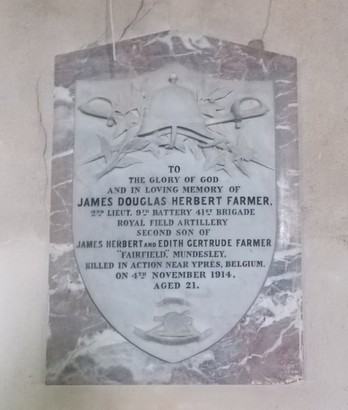 TO
THE GLORY OF GOD
AND IN LOVING MEMORY OF
JAMES DOUGLAS HERBERT FARMER,
2ND LIEUT. 9TH BATTERY 41ST BRIGADE
ROYAL FIELD ARTILLERY
SECOND SON OF
JAMES HERBERT AND EDITH GERTRUDE FARMER
"FAIRFIELD," MUNDESLEY.
KILLED IN ACTION NEAR YPRES, BELGIUM.
ON 4TH NOVEMBER 1914.
AGED 21.